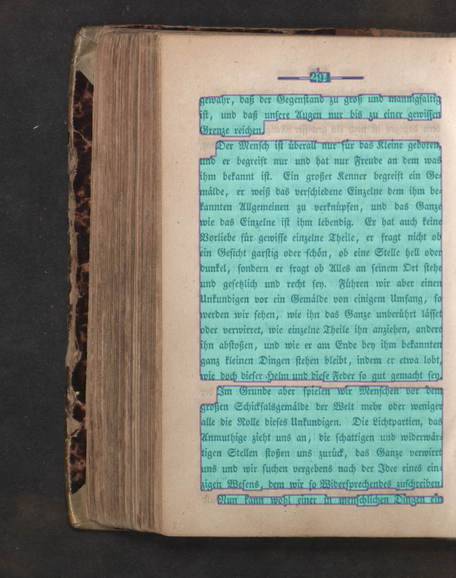 gewahr, daß der Gegenstand zu groß und mannigfaltig
ist, und daß unsere Augen nur bis zu einer gewissen
Grenze reichen.
Der Mensch ist überall nur für das Kleine geboren
und er begreift nur und hat nur Freude an dem was
ihm bekannt ist. Ein großer Kenner begreift ein Ge-
mälde, er weiß das verschiedene Einzelne dem ihm be-
kannten Allgemeinen zu verknüpfen, und das Ganze
wie das Einzelne ist ihm lebendig. Er hat auch keine
Vorliebe für gewisse einzelne Theile, er fragt nicht ob
ein Gesicht garstig oder schön, ob eine Stelle hell oder
dunkel, sondern er fragt ob Alles an seinem Ort stehe
und gesetzlich und recht sey. Führen wir aber einen
Unkundigen vor ein Gemälde von einigem Umfang, so
werden wir sehen, wie ihn das Ganze unberührt lässet
oder verwirret, wie einzelne Theile ihn anziehen, andere
ihn abstoßen, und wie er am Ende bey ihm bekannten
ganz kleinen Dingen stehen bleibt, indem er etwa lobt,
wie doch dieser Helm und diese Feder so gut gemacht sey.
Im Grunde aber spielen wir Menschen vor dem
großen Schicksalsgemälde der Welt mehr oder weniger
alle die Rolle dieses Unkundigen. Die Lichtpartien, das
Anmuthige zieht uns an, die schattigen und widerwär-
tigen Stellen stoßen uns zurück, das Ganze verwirrt
uns und wir suchen vergebens nach der Idee eines ein-
zigen Wesens, dem wir so Widersprechendes zuschreiben.
Nun kann wohl einer in menschlichen Dingen ein